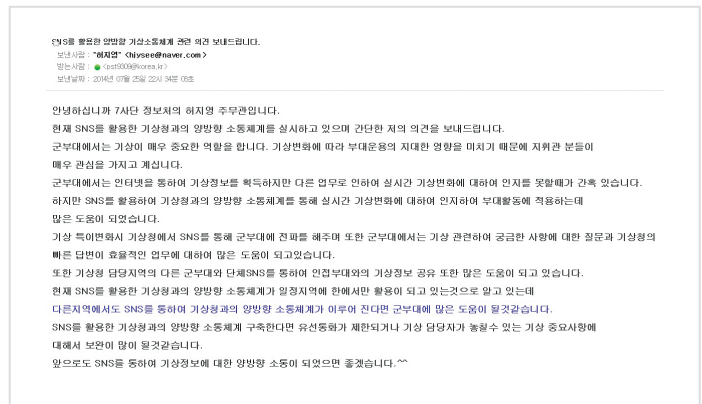 SNS를 활용한 양방향 기상소통체계 관련 의견 보내드립니다.
보낸사람 : "허지영" <hiysee@naver.com>
받는사람 : <pst9309@korea.kr>
보낸날짜 : 2014년 07월 25일 22시 34분 08초
안녕하십니까 7사단 정보처의 허지영 주무관입니다.
현재 SNS를 활용한 기상청과의 양방향 소통체계를 실시하고 있으며 간단한 저의 의견을 보내드립니다.
군부대에서는 기상이 매우 중요한 역할을 합니다. 기상변화에 따라 부대운용의 지대한 영향을 미치기 때문에 지휘관 분들이
매우 관심을 가지고 계십니다.
군부대에서는 인터넷을 통하여 기상정보를 획득하지만 다른 업무로 인하여 실시간 기상변화에 대하여 인지를 못할때가 간혹 있습니다.
하지만 SNS를 활용하여 기상청과의 양방향 소통체계를 통해 실시간 기상변화에 대하여 인지하여 부대활동에 적용하는데
많은 도움이 되었습니다.
기상 특이변화시 기상청에서 SNS를 통해 군부대에 전파를 해주며 또한 군부대에서는 기상 관련하여 궁금한 사항에 대한 질문과 기상청의
빠른 답변이 효율적인 업무에 대하여 많은 도움이 되고있습니다.
또한 기상청 담당지역의 다른 군부대와 단체SNS를 통하여 인접부대와의 기상정보 공유 또한 많은 도움이 되고 있습니다.
현재 SNS를 활용한 기상청과의 양방향 소통체계가 일정지역에 한에서만 활용이 되고 있는것으로 알고 있는데
다른지역에서도 SNS를 통하여 기상청과의 양방향 소통체계가 이루어 진다면 군부대에 많은 도움이 될것같습니다.
SNS를 활용한 기상청과의 양방향 소통체계 구축한다면 유선통화가 제한되거나 기상 담당자가 놓칠수 있는 기상 중요사항에
대해서 보완이 많이 될것같습니다.
앞으로도 SNS를 통하여 기상정보에 대한 양방향 소통이 되었으면 좋겠습니다.^^